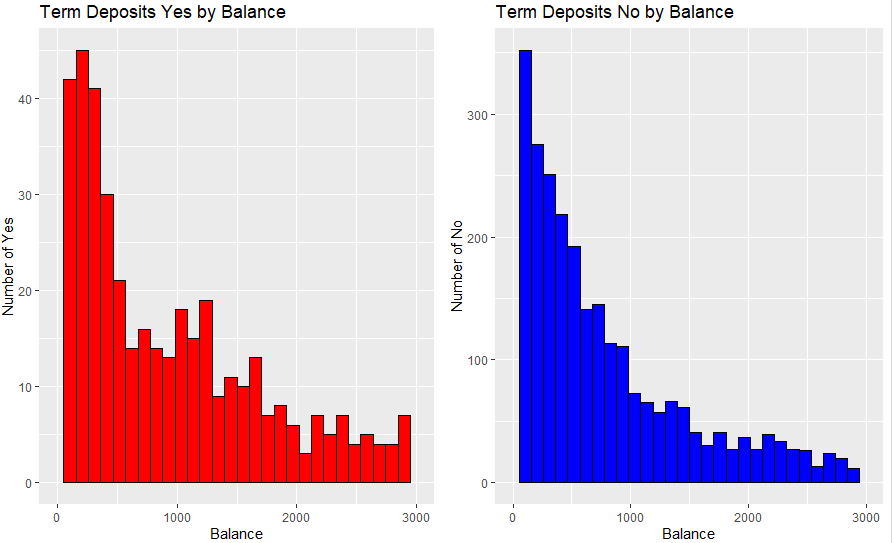 Term Deposits Yes by Balance
Number of Yes
40
30
20
10
0
0 1000 2000 3000
Balance
Term Deposits No by Balance
Number of No
300
200
100
0
0 1000 2000 3000
Balance